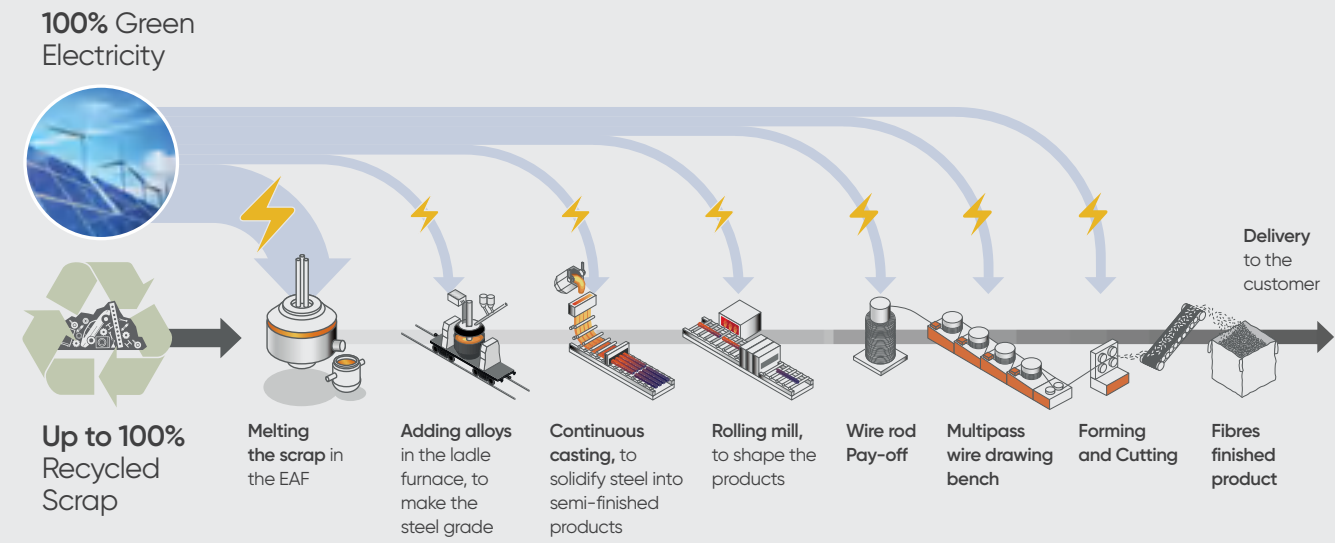 100% Green
Electricity
Delivery
to the
customer
Up to 100%
Recycled
Scrap
Melting
the scrap in
the EAF
Adding alloys
in the ladle
furnace, to
make the
steel grade
Continuous
casting, to
solidify steel into
semi-finished
products
Rolling mill,
to shape the
products
Wire rod
Pay-off
Multipass
wire drawing
bench
Forming
and Cutting
Fibres
finished
product